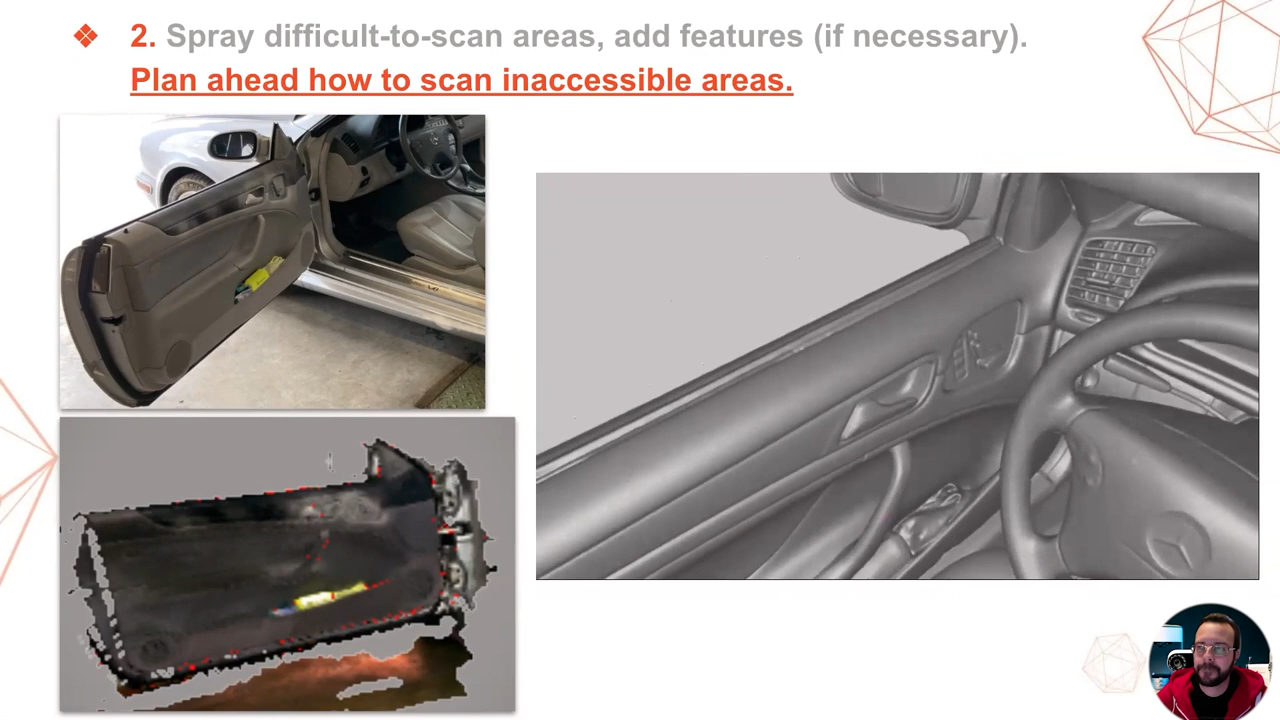 2. Spray difficult-to-scan areas, add features (if necessary).
Plan ahead how to scan inaccessible areas.